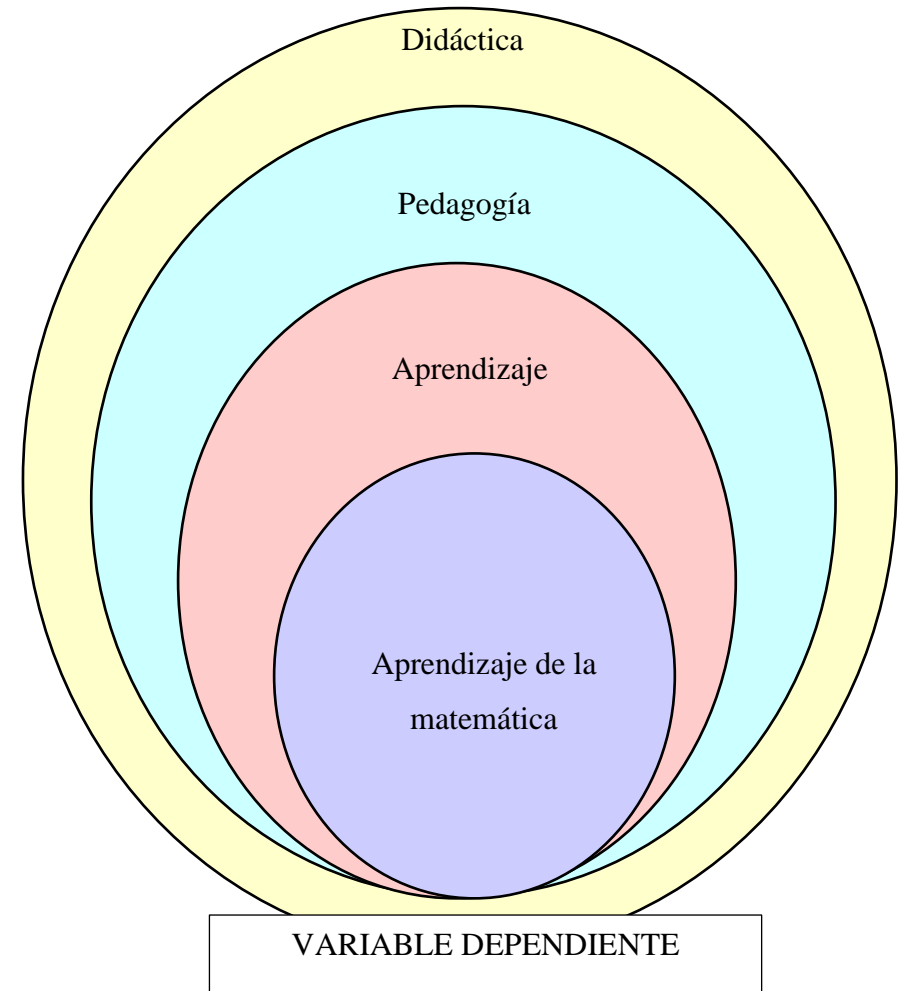 Didáctica
Pedagogía
Aprendizaje
Aprendizaje de la
matemática
VARIABLE DEPENDIENTE